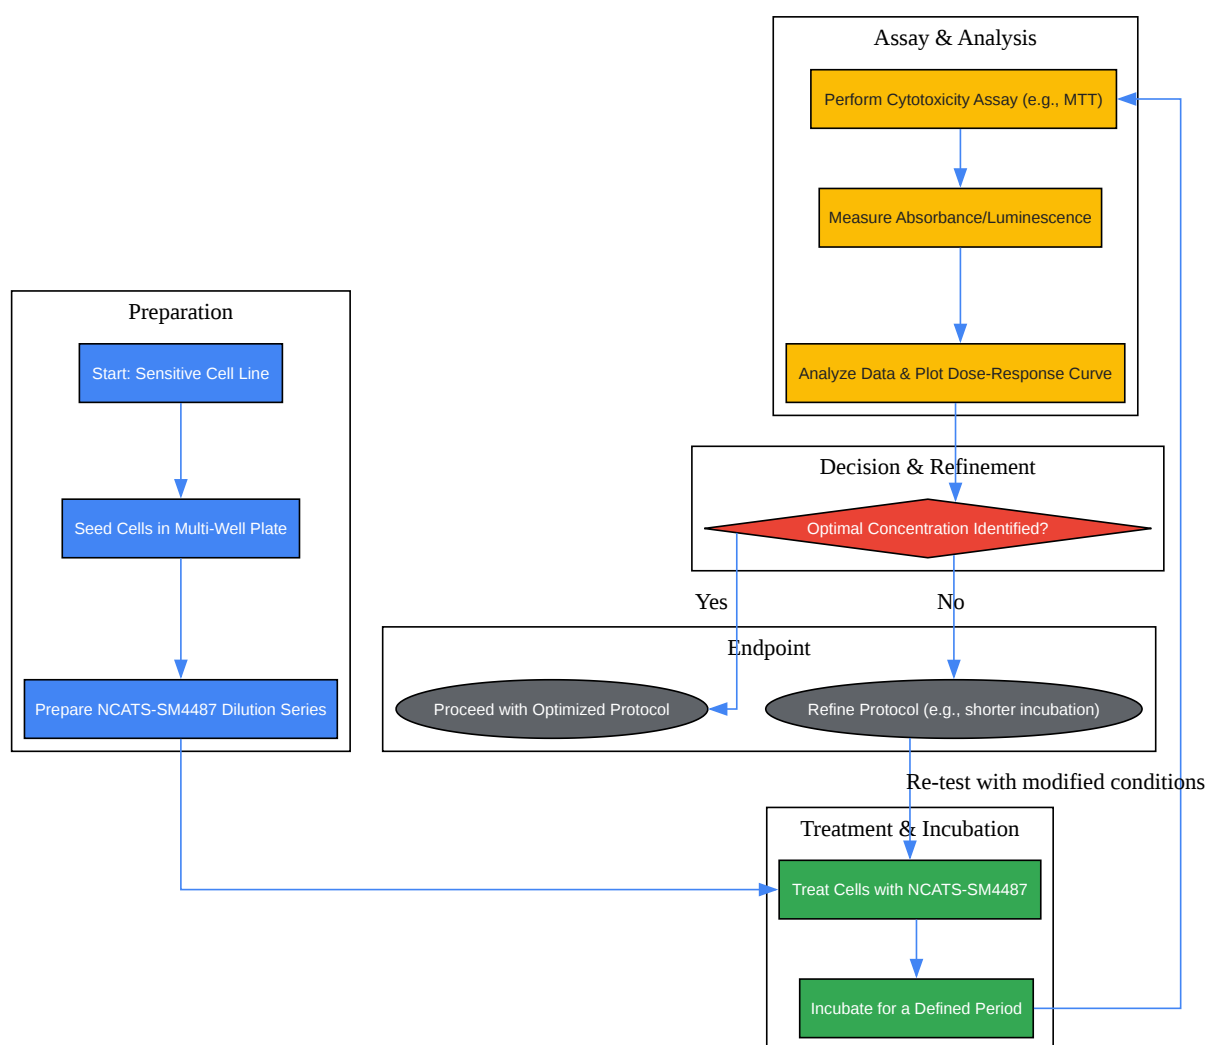 Assay & Analysis
Perform Cytotoxicity Assay (e.g., MTT)
Measure Absorbance/Luminescence
Analyze Data & Plot Dose-Response Curve
Preparation
Start: Sensitive Cell Line
Seed Cells in Multi-Well Plate
Prepare NCATS-SM4487 Dilution Series
Decision & Refinement
Optimal Concentration Identified?
Yes
No
Endpoint
Proceed with Optimized Protocol
Refine Protocol (e.g., shorter incubation)
Re-test with modified conditions
Treatment & Incubation
Treat Cells with NCATS-SM4487
Incubate for a Defined Period